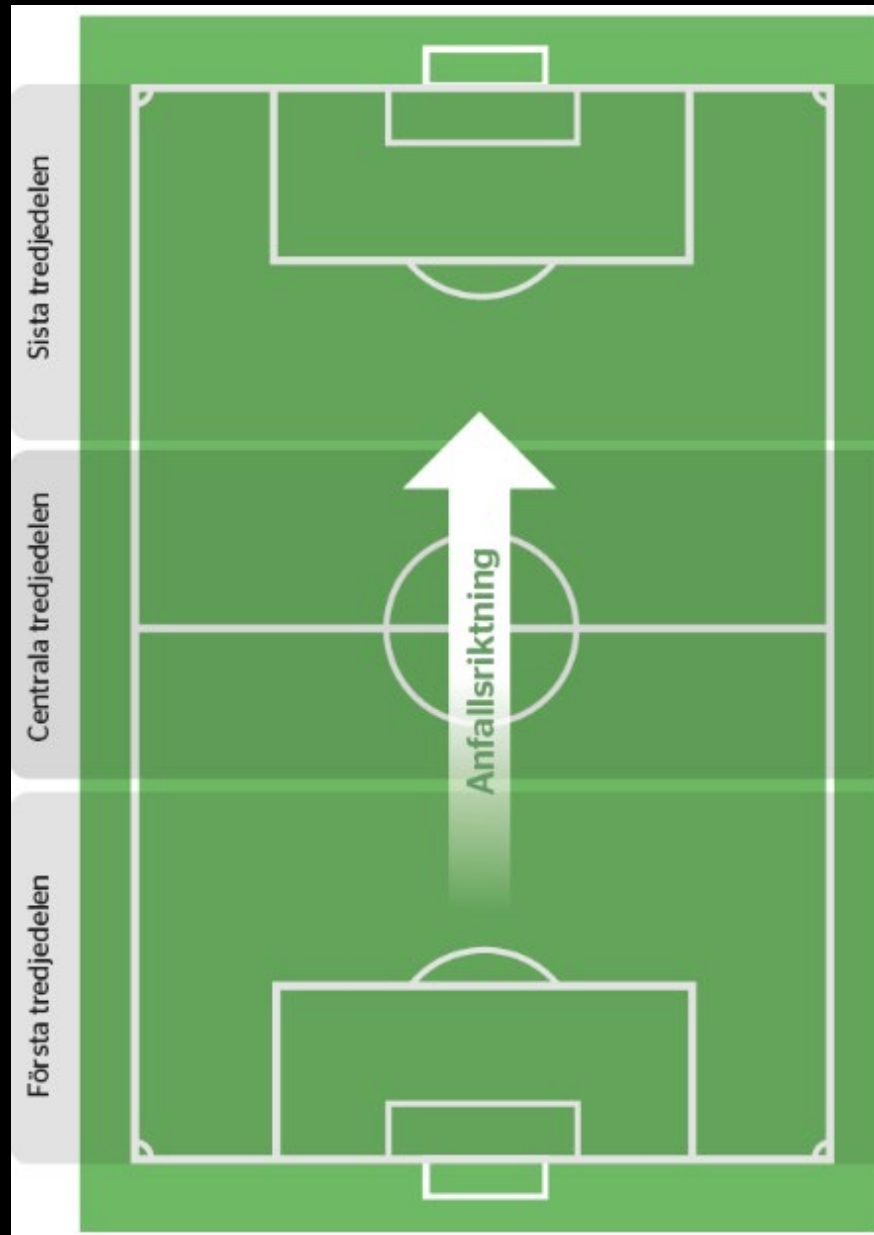 Sista tredjedelen
Centrala tredjedelen
Anfallsriktning
Första tredjedelen